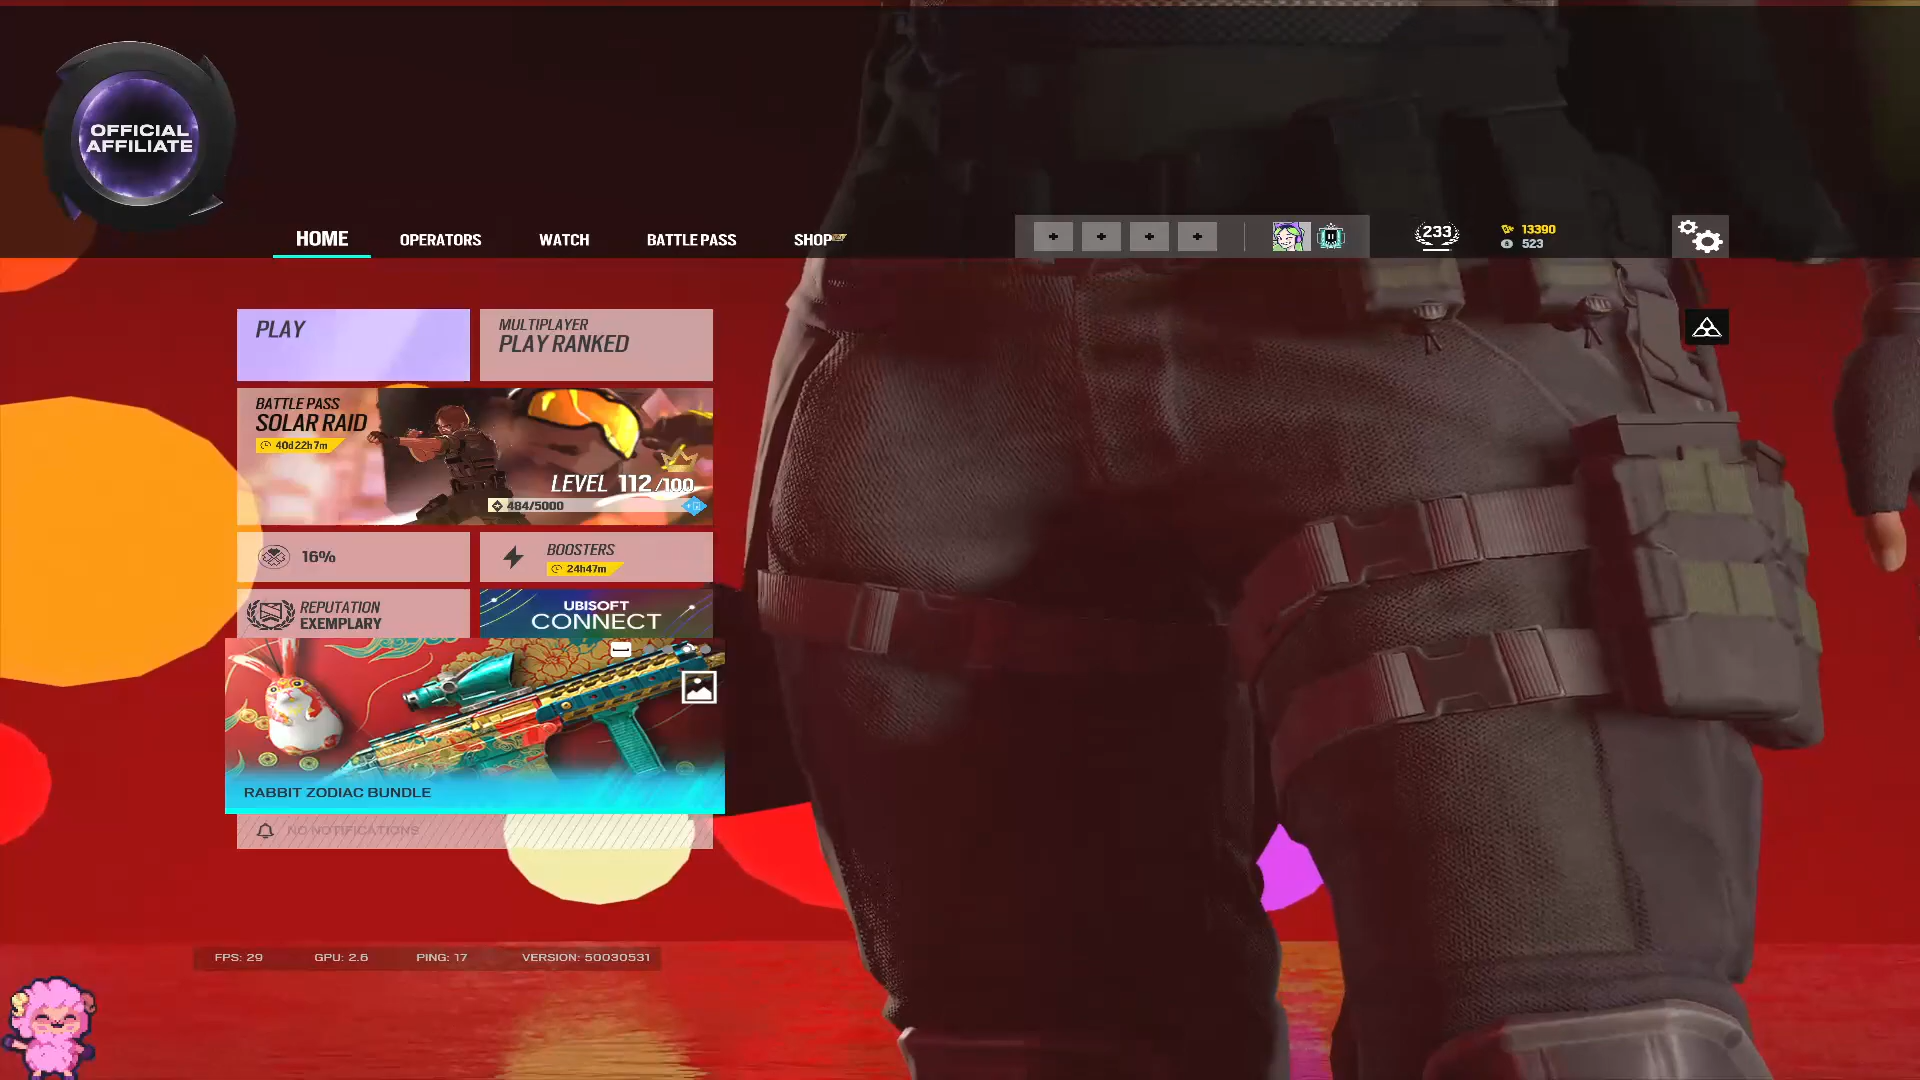 OFFICIAL
AFFILIATE
HOME
OPERATORS
WATCH
BATTLE PASS
SHOP
+
+
+
+
233
13390
523
PLAY
MULTIPLAYER
PLAY RANKED
BATTLE PASS
SOLAR RAID
40d22h7m
LEVEL 112/100
484/5000
16%
BOOSTERS
24h47m
REPUTATION
EXEMPLARY
UBISOFT
CONNECT
RABBIT ZODIAC BUNDLE
NO NOTIFICATIONS
FPS: 29
GPU: 2.6
PING: 17
VERSION: 50030531